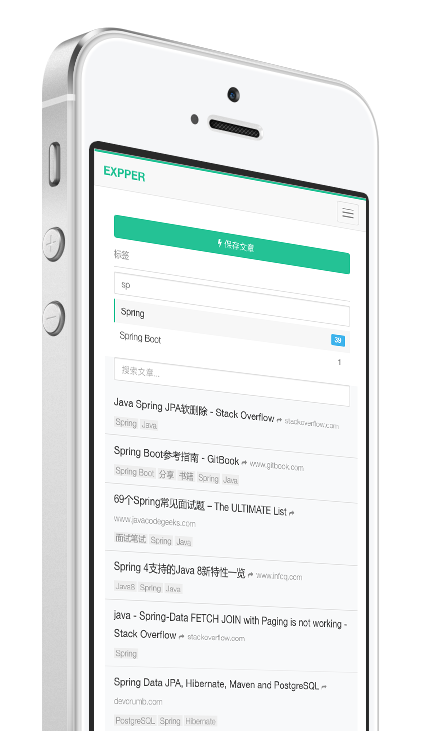 EXPPER
保存文章
标签
sp
Spring 39
Spring Boot 1
搜索文章...
Java Spring JPA软删除 - Stack Overflow stackoverflow.com
Spring Java
Spring Boot参考指南 - GitBook www.gitbook.com
Spring Boot 分享 书籍 Spring Java
69个Spring常见面试题 – The ULTIMATE List
www.javacodegeeks.com
面试笔试 Spring Java
Spring 4支持的Java 8新特性一览 www.infoq.com
Java8 Spring Java
java - Spring-Data FETCH JOIN with Paging is not working -
Stack Overflow stackoverflow.com
Spring
Spring Data JPA, Hibernate, Maven and PostgreSQL
devcrumb.com
PostgreSQL Spring Hibernate